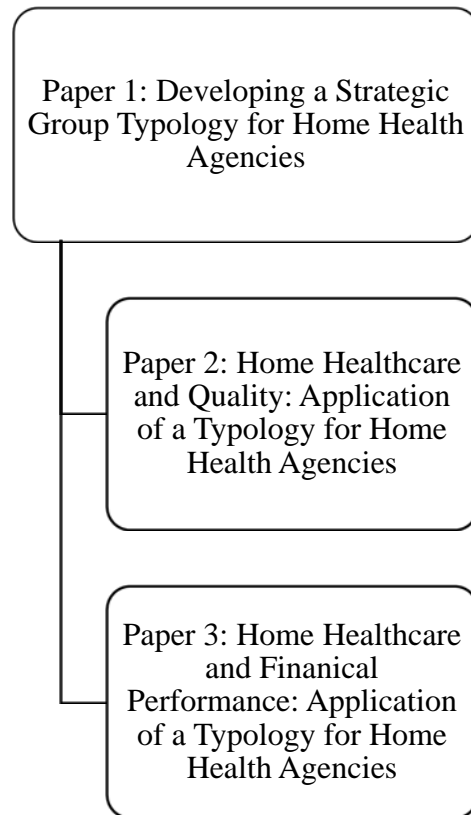 Paper 1: Developing a Strategic
Group Typology for Home Health
Agencies
Paper 2: Home Healthcare
and Quality: Application
of a Typology for Home
Health Agencies
Paper 3: Home Healthcare
and Finanical
Performance: Application
of a Typology for Home
Health Agencies